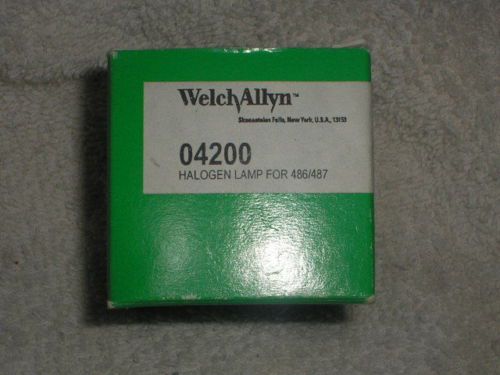 WelchAllyn™
Skaneateles Falls, New York, U.S.A., 13153
04200
HALOGEN LAMP FOR 486/487